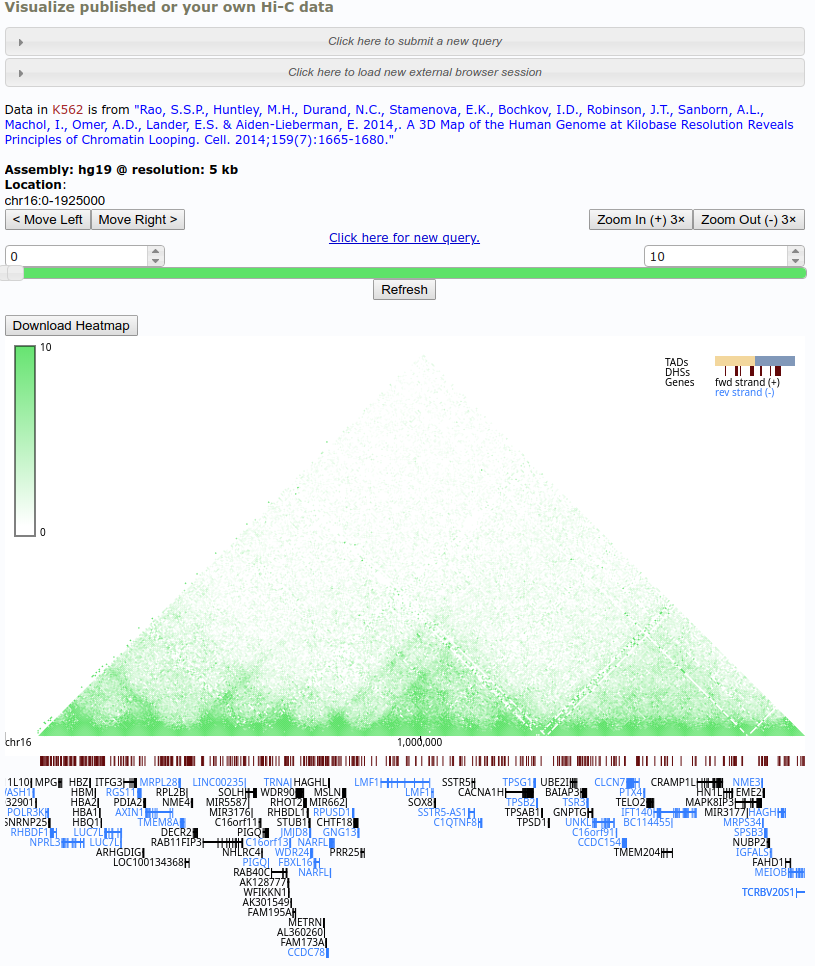 Visualize published or your own Hi-C data
Click here to submit a new query
Click here to load new external browser session
Data in K562 is from "Rao, S.S.P., Huntley, M.H., Durand, N.C., Stamenova, E.K., Bochkov, I.D., Robinson, J.T., Sanborn, A.L.,
Machol, I., Omer, A.D., Lander, E.S. & Aiden-Lieberman, E. 2014,. A 3D Map of the Human Genome at Kilobase Resolution Reveals
Principles of Chromatin Looping. Cell. 2014;159(7):1665-1680."
Assembly: hg19 @ resolution: 5 kb
Location:
chr16:0-1925000
< Move Left Move Right > Zoom In (+) 3× Zoom Out (-) 3×
Click here for new query.
0 10
Refresh
Download Heatmap
10
0
TADs
DHSs
Genes fwd strand (+)
rev strand (-)
chr16 1,000,000
1L10 MPG HBZ ITFG3 MRPL28 LINC00235 TRNA HAGHL LMF1 SSTR5 TPSG1 UBE2I CLCN7 CRAMP1L NME3
/ASH1 HBM RGS11 RPL2B SOLH WDR90 MSLN LMF1 CACNA1H BAIAP3 PTX4 HN1L EME2
32901 HBA2 PDIA2 NME4 MIR5587 RHOT2 MIR662 SOX8 TPSB2 TSR3 TELO2 MAPK8IP3
POLR3K HBA1 AXIN1 MIR3176 RHBDL1 RPUSD1 SSTR5-AS1 TPSAB1 GNPTG IFT140 MIR3177 HAGH
SNRNP25 HBQ1 TMEM8A C16orf11 STUB1 CHTF18 C1QTNF8 TPSD1 UNKL BC114455 MRPS34
RHBDF1 LUC7L DECR2 PIGQ JMJD8 GNG13 C16orf91 SPSB3
NPRL3 LUC7L RAB11FIP3 C16orf13 NARFL CCDC154 NUBP2
ARHGDIG NHLRC4 WDR24 PRR25 TMEM204 IGFALS
LOC100134368 PIGQ FBXL16 FAHD1
RAB40C NARFL MEIOB
AK128777
WFIKKN1 TCRBV20S1
AK301549
FAM195A
METRN
AL360260
FAM173A
CCDC78